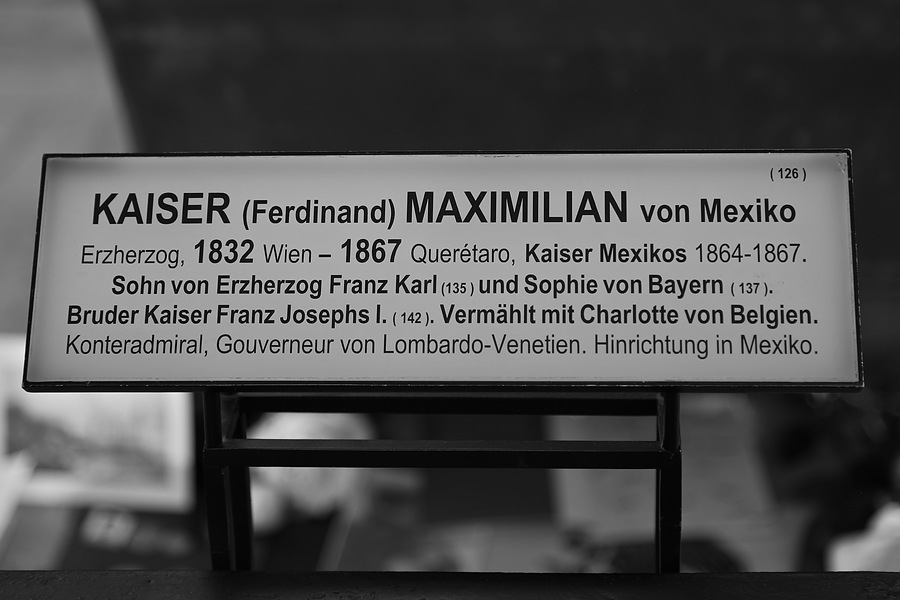 ( 126 )
KAISER (Ferdinand) MAXIMILIAN von Mexiko
Erzherzog, 1832 Wien – 1867 Querétaro, Kaiser Mexikos 1864-1867.
Sohn von Erzherzog Franz Karl (135 ) und Sophie von Bayern ( 137 ).
Bruder Kaiser Franz Josephs I. ( 142 ). Vermählt mit Charlotte von Belgien.
Konteradmiral, Gouverneur von Lombardo-Venetien. Hinrichtung in Mexiko.